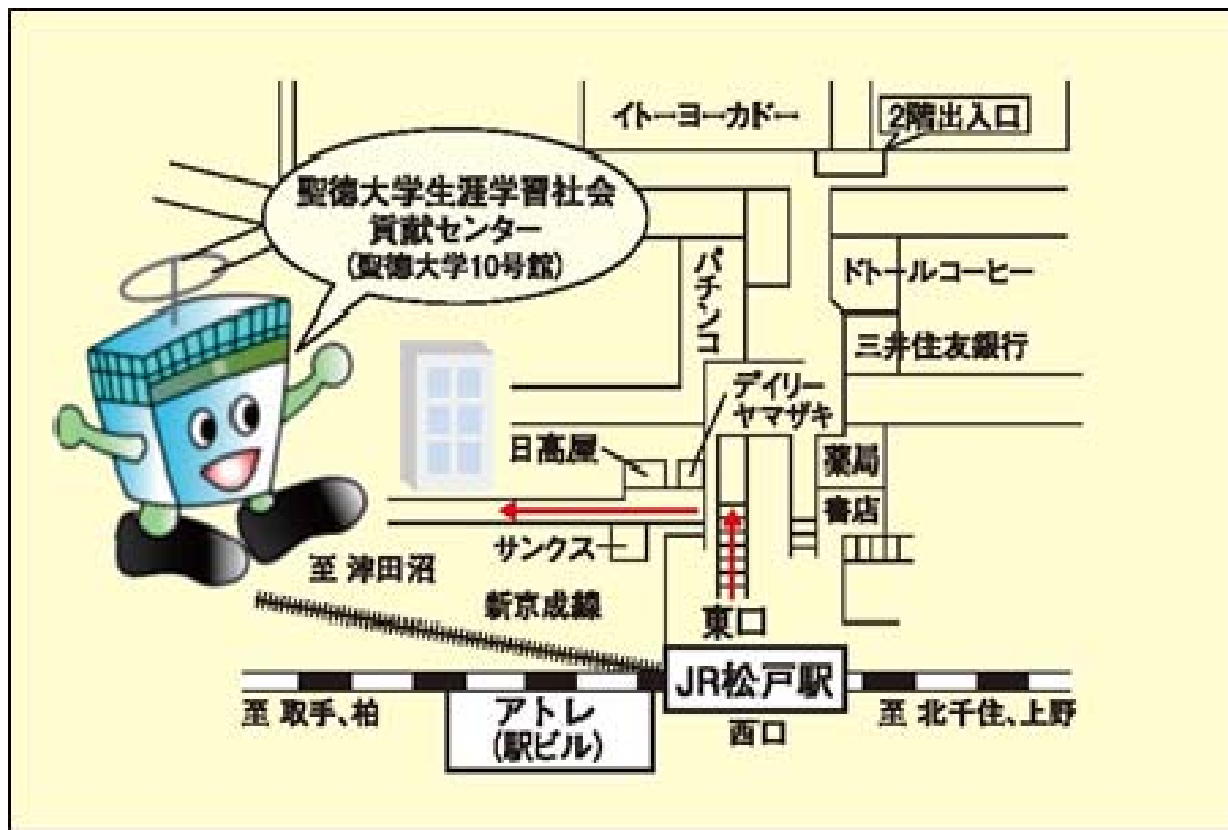 イトーヨーカドー
2階出入口
聖徳大学生涯学習社会
貢献センター
(聖徳大学10号館)
パチンコ
ドトールコーヒー
三井住友銀行
デイリー
ヤマザキ
日高屋
薬局
書店
サンクス
至 津田沼
新京成線
東口
JR松戸駅
至 取手、柏
アトレ
(駅ビル)
西口
至 北千住、上野